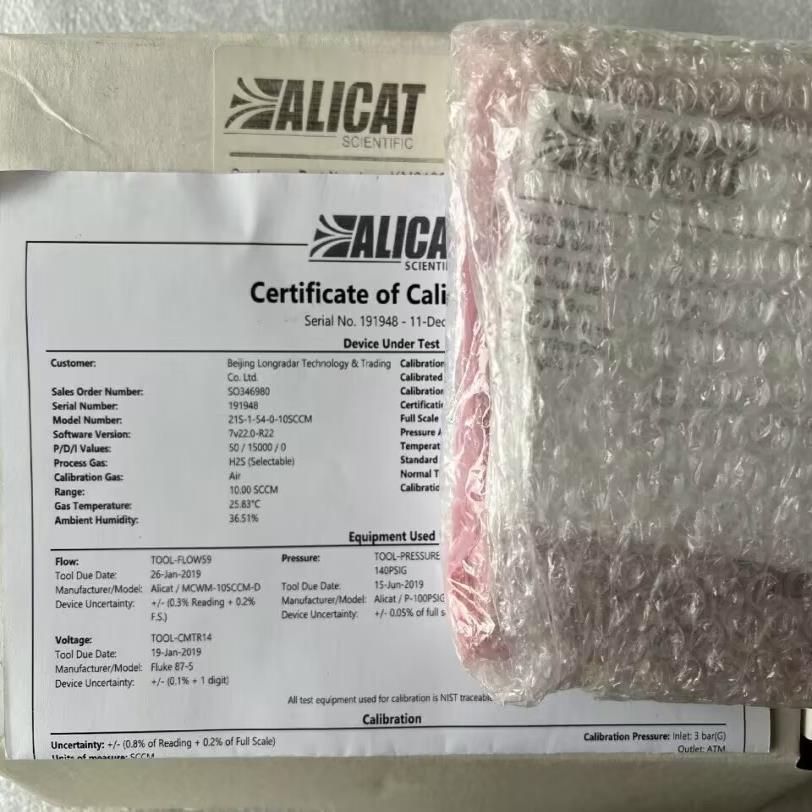 ALICAT
SCIENTIFIC
ALICA
SCIENTI
Certificate of Cali
Serial No. 191948 - 11-Dec
Device Under Test
Customer: Beijing Longradar Technology & Trading Co. Ltd.
Sales Order Number: SO346980
Serial Number: 191948
Model Number: 21S-1-54-0-10SCCM
Software Version: 7v22.0-R22
P/D/I Values: 50 / 15000 / 0
Process Gas: H2S (Selectable)
Calibration Gas: Air
Range: 10.00 SCCM
Gas Temperature: 25.83°C
Ambient Humidity: 36.51%
Calibration
Calibrated
Calibration
Certificati
Full Scale
Pressure A
Temperat
Standard
Normal T
Calibratic
Equipment Used
Flow: TOOL-FLOW59
Tool Due Date: 26-Jan-2019
Manufacturer/Model: Alicat / MCWM-10SCCM-D
Device Uncertainty: +/- (0.3% Reading + 0.2% F.S.)
Pressure: TOOL-PRESSURE
140PSIG
Tool Due Date: 15-Jun-2019
Manufacturer/Model: Alicat / P-100PSIG
Device Uncertainty: +/- 0.05% of full s
Voltage: TOOL-CMTR14
Tool Due Date: 19-Jan-2019
Manufacturer/Model: Fluke 87-5
Device Uncertainty: +/- (0.1% + 1 digit)
All test equipment used for calibration is NIST traceable
Calibration
Uncertainty: +/- (0.8% of Reading + 0.2% of Full Scale)
Calibration Pressure: Inlet: 3 bar(G)
Outlet: ATM
Units of measure: SCCM